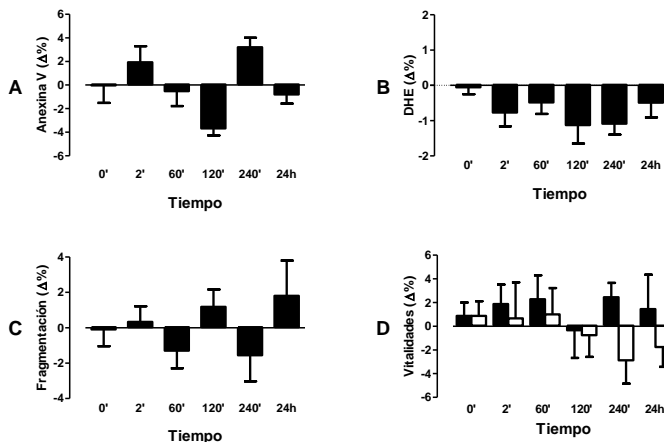 A
Anexina V (Δ%)
6
4
2
0
-2
-4
-6
0' 2' 60' 120' 240' 24h
Tiempo
B
DHE (Δ%)
2
1
0
-1
-2
0' 2' 60' 120' 240' 24h
Tiempo
C
Fragmentación (Δ%)
4
2
0
-2
-4
0' 2' 60' 120' 240' 24h
Tiempo
D
Vitalidades (Δ%)
6
4
2
0
-2
-4
-6
0' 2' 60' 120' 240' 24h
Tiempo